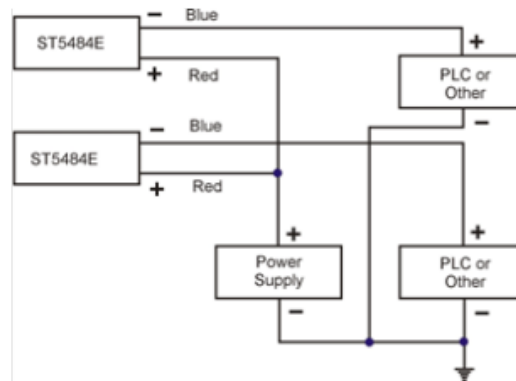 − Blue
ST5484E
+ Red
+
PLC or
Other
−
− Blue
ST5484E
+ Red
+
Power
Supply
−
+
PLC or
Other
−